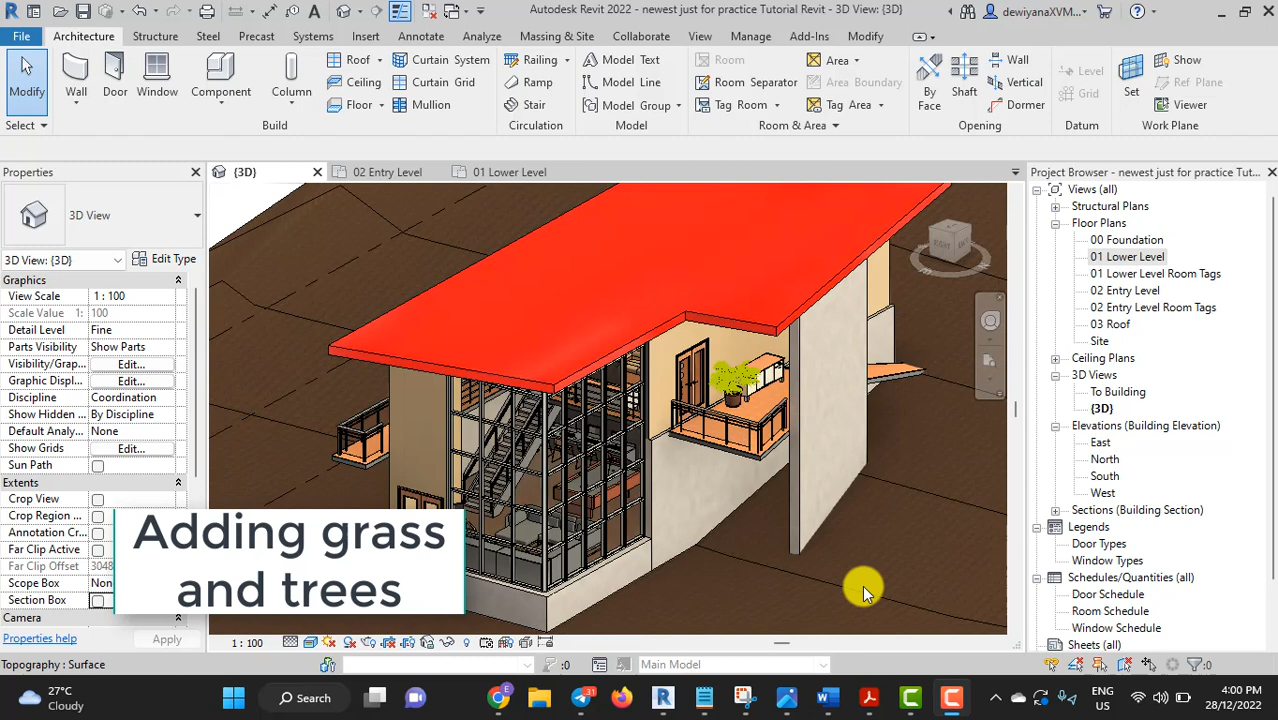 Autodesk Revit 2022 - newest just for practice Tutorial Revit - 3D View: {3D}
dewiyanaXVM...
File Architecture Structure Steel Precast Systems Insert Annotate Analyze Massing & Site Collaborate View Manage Add-Ins Modify
Modify
Select
Wall
Door
Window
Component
Column
Roof
Ceiling
Floor
Curtain System
Curtain Grid
Mullion
Build
Railing
Ramp
Stair
Circulation
Model Text
Model Line
Model Group
Model
Room
Room Separator
Tag Room
Area
Area Boundary
Tag Area
Room & Area
By
Face
Shaft
Wall
Vertical
Dormer
Opening
Level
Grid
Datum
Set
Show
Ref Plane
Viewer
Work Plane
Properties
3D View
3D View: {3D}
Edit Type
Graphics
View Scale 1 : 100
Scale Value 1: 100
Detail Level Fine
Parts Visibility Show Parts
Visibility/Grap... Edit...
Graphic Displ... Edit...
Discipline Coordination
Show Hidden ... By Discipline
Default Analy... None
Show Grids Edit...
Sun Path
Extents
Crop View
Crop Region ...
Annotation Cr...
Far Clip Active
Far Clip Offset 3048
Scope Box Non
Section Box
Camera
Properties help
Apply
{3D}
02 Entry Level
01 Lower Level
Adding grass
and trees
1 : 100
Project Browser - newest just for practice Tut...
Views (all)
Structural Plans
Floor Plans
00 Foundation
01 Lower Level
01 Lower Level Room Tags
02 Entry Level
02 Entry Level Room Tags
03 Roof
Site
Ceiling Plans
3D Views
To Building
{3D}
Elevations (Building Elevation)
East
North
South
West
Sections (Building Section)
Legends
Door Types
Window Types
Schedules/Quantities (all)
Door Schedule
Room Schedule
Window Schedule
Sheets (all)
Topography : Surface
:0
Main Model
:0
27°C
Cloudy
Search
31
ENG
US
4:00 PM
28/12/2022